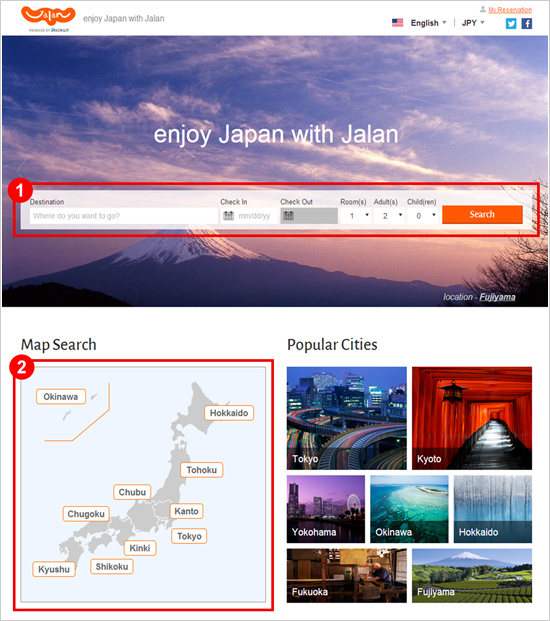 Jalan
POWERED BY RECRUIT
enjoy Japan with Jalan
My Reservation
English
JPY
enjoy Japan with Jalan
1
Destination
Check In
Check Out
Room(s)
Adult(s)
Child(ren)
Where do you want to go?
mm/dd/yy
1
2
0
Search
location - Fujiyama
Map Search
Popular Cities
2
Okinawa
Hokkaido
Tohoku
Chubu
Chugoku
Kanto
Tokyo
Kinki
Shikoku
Kyushu
Tokyo
Kyoto
Yokohama
Okinawa
Hokkaido
Fukuoka
Fujiyama